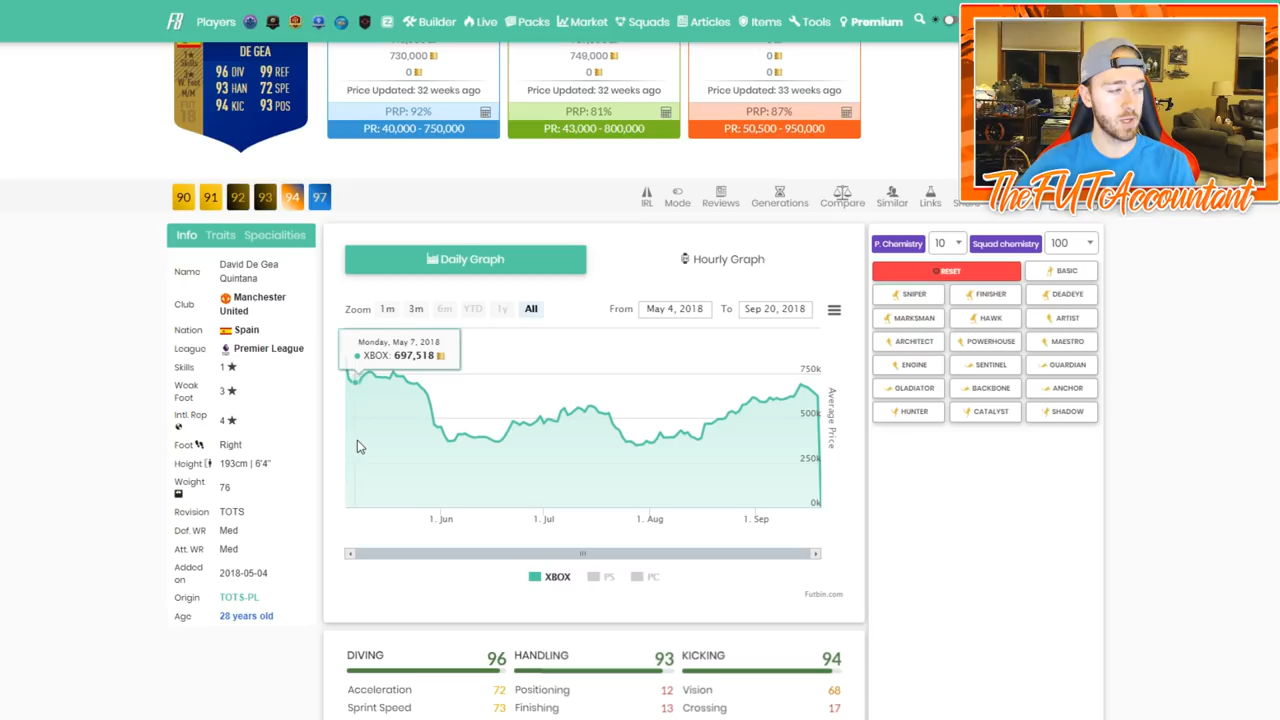 F8 Players Builder Live Packs Market Squads Articles Items Tools Premium
DE GEA
96 DIV 99 REF
93 HAN 72 SPE
94 KIC 93 POS
Skills
W. Foot
M/M
FUT
18
730,000
0
Price Updated: 32 weeks ago
PRP: 92%
PR: 40,000 - 750,000
749,000
0
Price Updated: 32 weeks ago
PRP: 81%
PR: 43,000 - 800,000
0
Price Updated: 33 weeks ago
PRP: 87%
PR: 50,500 - 950,000
TheFUTAccountant
90 91 92 93 94 97
IRL Mode Reviews Generations Compare Similar Links
Info Traits Specialities
Name David De Gea Quintana
Club Manchester United
Nation Spain
League Premier League
Skills 1
Weak Foot 3
Intl. Rep 4
Foot Right
Height 193cm | 6'4"
Weight 76
Revision TOTS
Def. WR Med
Att. WR Med
Added on 2018-05-04
Origin TOTS-PL
Age 28 years old
Daily Graph Hourly Graph
Zoom 1m 3m 6m YTD 1y All
From May 4, 2018 To Sep 20, 2018
Monday, May 7, 2018
XBOX: 697,518
750k
500k
250k
0k
Average Price
1. Jun 1. Jul 1. Aug 1. Sep
XBOX PS PC
Futbin.com
P. Chemistry 10 Squad chemistry 100
RESET BASIC
SNIPER FINISHER DEADEYE
MARKSMAN HAWK ARTIST
ARCHITECT POWERHOUSE MAESTRO
ENGINE SENTINEL GUARDIAN
GLADIATOR BACKBONE ANCHOR
HUNTER CATALYST SHADOW
DIVING 96 HANDLING 93 KICKING 94
Acceleration 72 Positioning 12 Vision 68
Sprint Speed 73 Finishing 13 Crossing 17